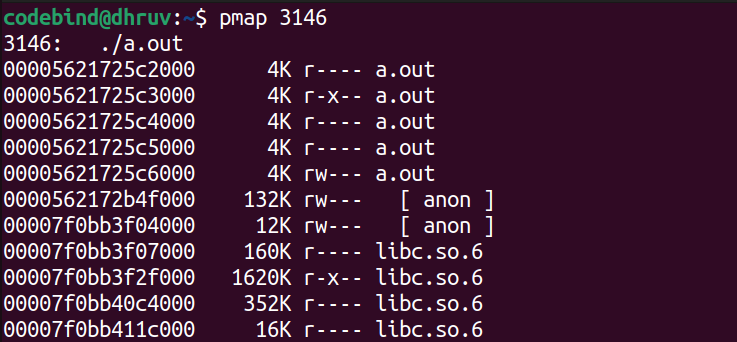 codebind@dhruv:~$ pmap 3146
3146:   ./a.out
00005621725c2000      4K r---- a.out
00005621725c3000      4K r-x-- a.out
00005621725c4000      4K r---- a.out
00005621725c5000      4K r---- a.out
00005621725c6000      4K rw--- a.out
0000562172b4f000    132K rw---   [ anon ]
00007f0bb3f04000     12K rw---   [ anon ]
00007f0bb3f07000    160K r---- libc.so.6
00007f0bb3f2f000   1620K r-x-- libc.so.6
00007f0bb40c4000    352K r---- libc.so.6
00007f0bb411c000     16K r---- libc.so.6